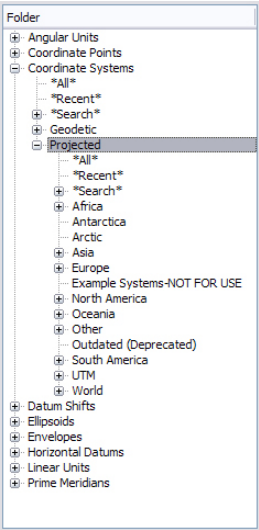 Folder
Angular Units
Coordinate Points
Coordinate Systems
*All*
*Recent*
*Search*
Geodetic
Projected
*All*
*Recent*
*Search*
Africa
Antarctica
Arctic
Asia
Europe
Example Systems-NOT FOR USE
North America
Oceania
Other
Outdated (Deprecated)
South America
UTM
World
Datum Shifts
Ellipsoids
Envelopes
Horizontal Datums
Linear Units
Prime Meridians